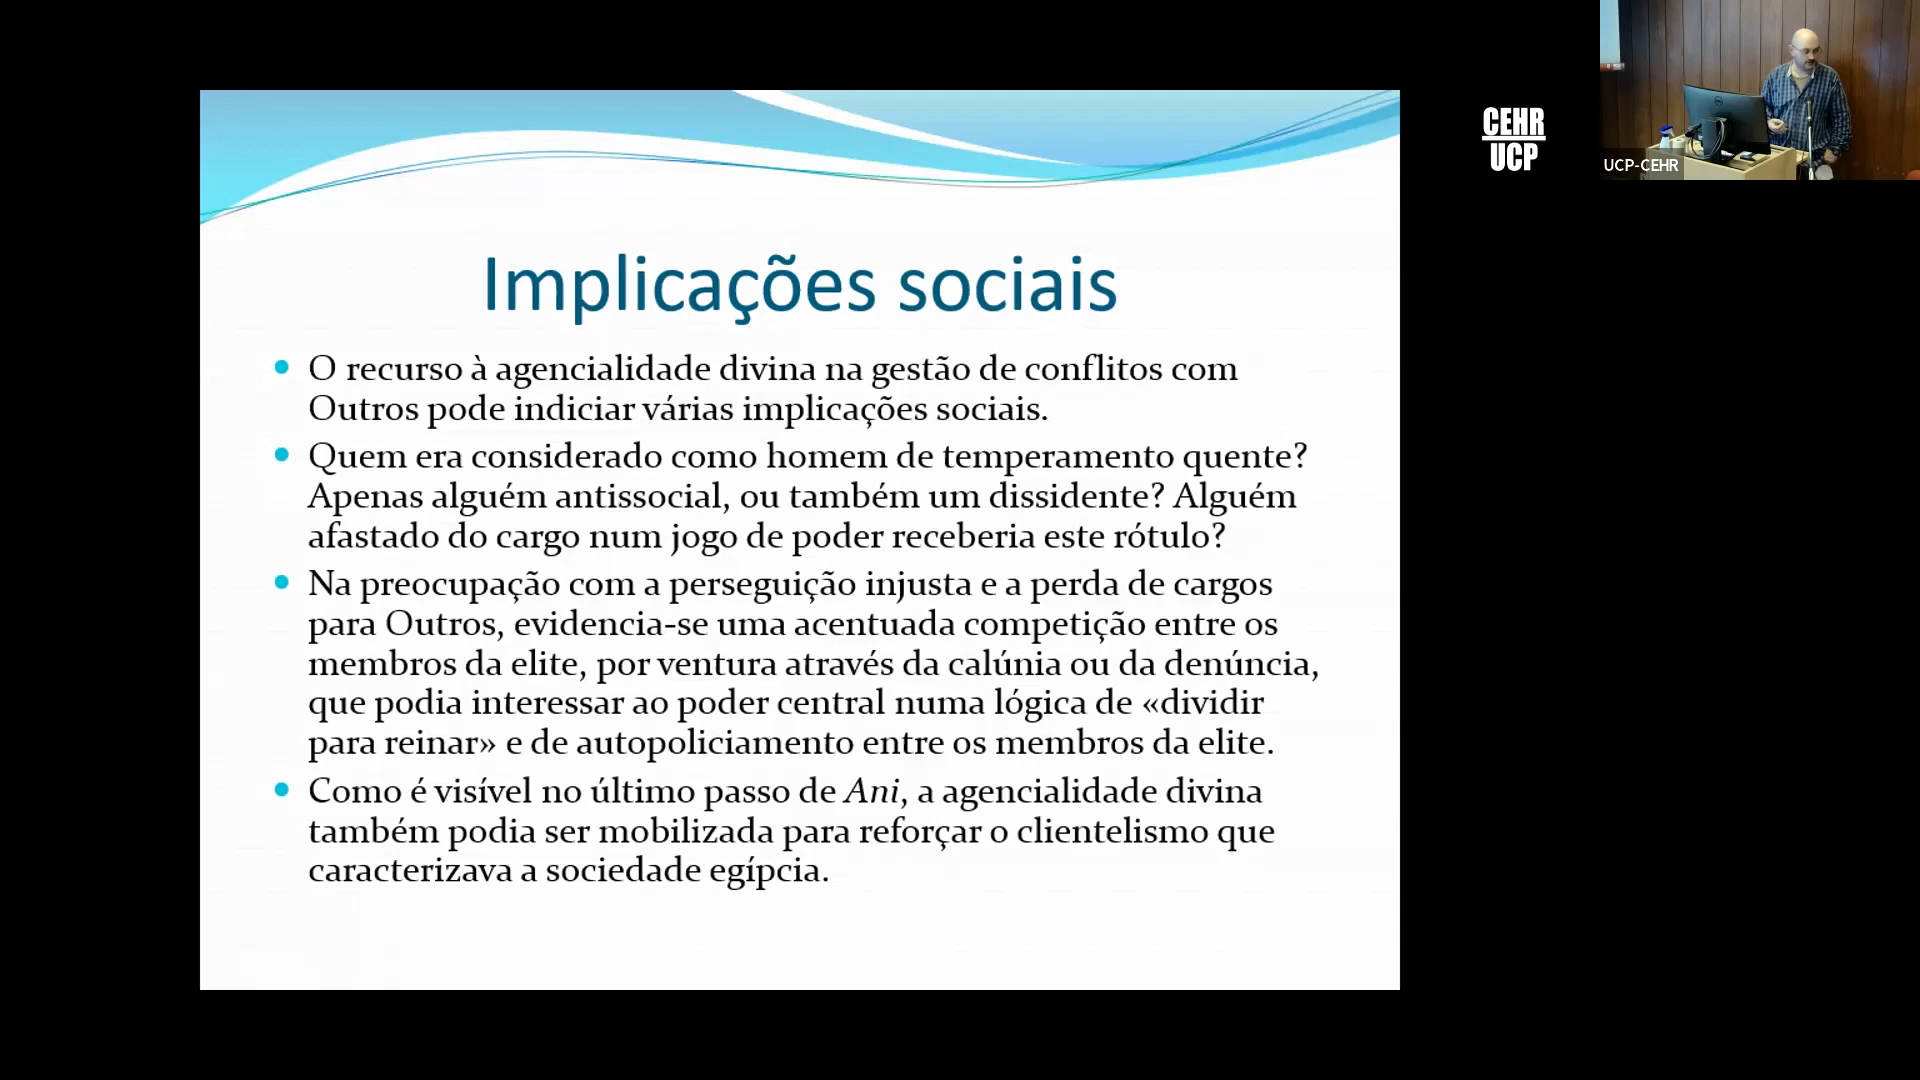 Implicações sociais
O recurso à agencialidade divina na gestão de conflitos com
Outros pode indiciar várias implicações sociais.
Quem era considerado como homem de temperamento quente?
Apenas alguém antissocial, ou também um dissidente? Alguém
afastado do cargo num jogo de poder receberia este rótulo?
Na preocupação com a perseguição injusta e a perda de cargos
para Outros, evidencia-se uma acentuada competição entre os
membros da elite, por ventura através da calúnia ou da denúncia,
que podia interessar ao poder central numa lógica de «dividir
para reinar» e de autopoliciamento entre os membros da elite.
Como é visível no último passo de Ani, a agencialidade divina
também podia ser mobilizada para reforçar o clientelismo que
caracterizava a sociedade egípcia.
CEHR
UCP
UCP-CEHR